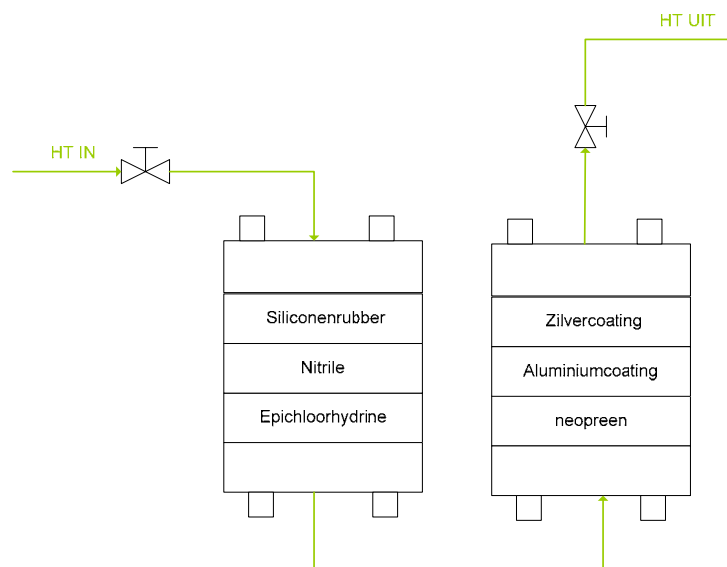 HT UIT
HT IN
Siliconenrubber
Nitrile
Epichloorhydrine
Zilvercoating
Aluminiumcoating
neopreen